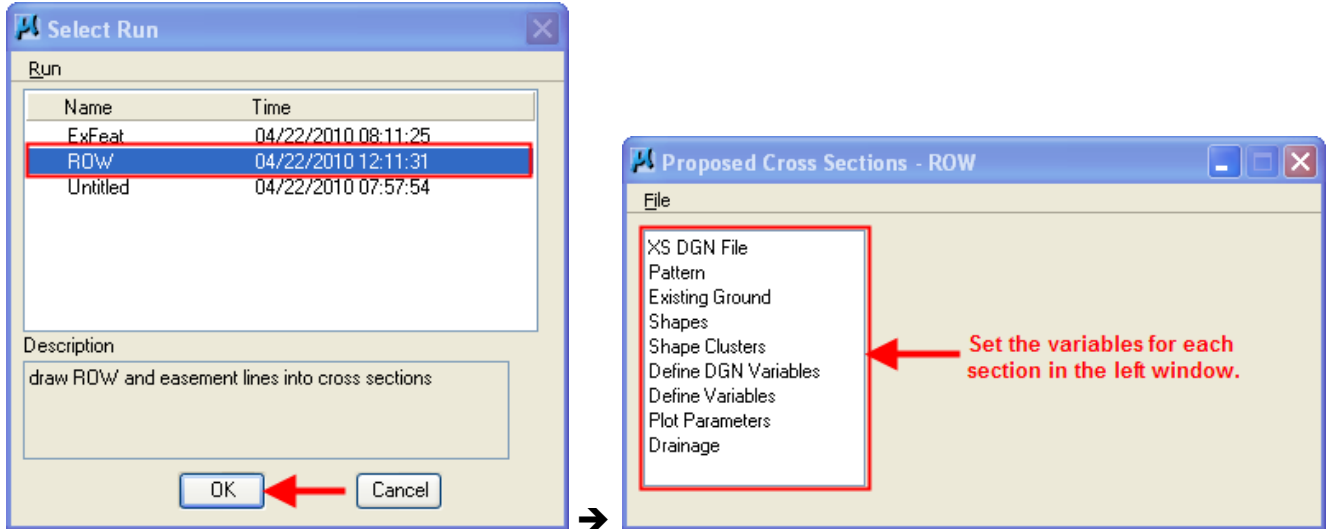 Select Run
Run
Name Time
ExFeat 04/22/2010 08:11:25
ROW 04/22/2010 12:11:31
Untitled 04/22/2010 07:57:54
Description
draw ROW and easement lines into cross sections
OK Cancel
Proposed Cross Sections - ROW
File
XS DGN File
Pattern
Existing Ground
Shapes
Shape Clusters
Define DGN Variables
Define Variables
Plot Parameters
Drainage
Set the variables for each
section in the left window.